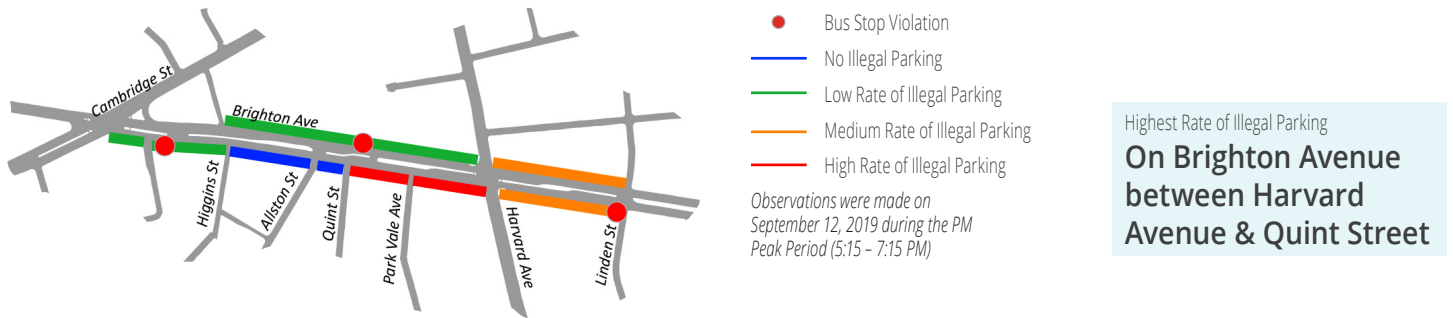 Cambridge St
Brighton Ave
Higgins St
Allston St
Quint St
Park Vale Ave
Harvard Ave
Linden St
Bus Stop Violation
No Illegal Parking
Low Rate of Illegal Parking
Medium Rate of Illegal Parking
High Rate of Illegal Parking
Observations were made on
September 12, 2019 during the PM
Peak Period (5:15 – 7:15 PM)
Highest Rate of Illegal Parking
On Brighton Avenue
between Harvard
Avenue & Quint Street